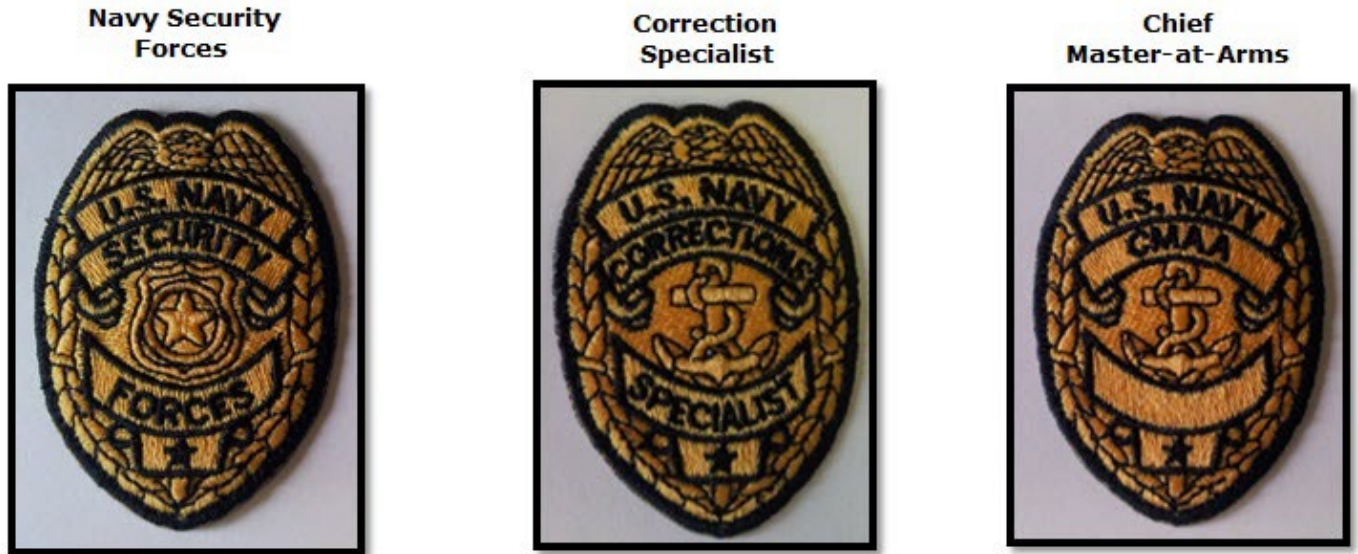 Navy Security
Forces
Correction
Specialist
Chief
Master-at-Arms
U.S. NAVY
SECURITY
FORCES
U.S. NAVY
CORRECTIONS
SPECIALIST
U.S. NAVY
CMAA